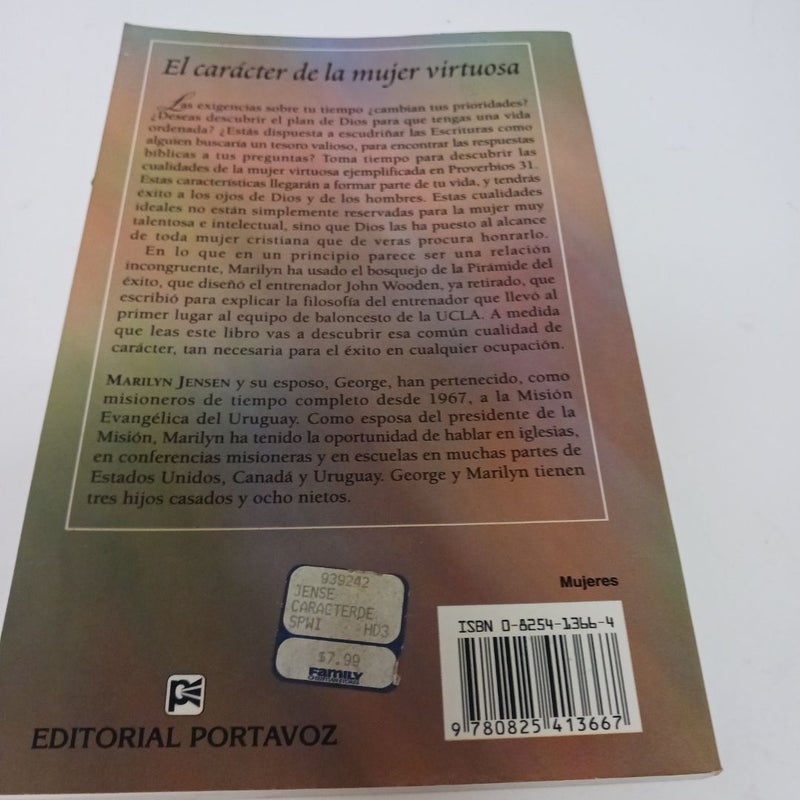 El carácter de la mujer virtuosa
Las exigencias sobre tu tiempo ¿cambian tus prioridades?
¿Deseas descubrir el plan de Dios para que tengas una vida
ordenada? ¿Estás dispuesta a escudriñar las Escrituras como
alguien buscaría un tesoro valioso, para encontrar las respuestas
bíblicas a tus preguntas? Toma tiempo para descubrir las
cualidades de la mujer virtuosa ejemplificada en Proverbios 31.
Estas características llegarán a formar parte de tu vida, y tendrás
éxito a los ojos de Dios y de los hombres. Estas cualidades
ideales no están simplemente reservadas para la mujer muy
talentosa e intelectual, sino que Dios las ha puesto al alcance
de toda mujer cristiana que de veras procura honrarlo.
En lo que en un principio parece ser una relación
incongruente, Marilyn ha usado el bosquejo de la Pirámide del
éxito, que diseñó el entrenador John Wooden, ya retirado, que
escribió para explicar la filosofía del entrenador que llevó al
primer lugar al equipo de baloncesto de la UCLA. A medida
que leas este libro vas a descubrir esa común cualidad de
carácter, tan necesaria para el éxito en cualquier ocupación.
MARILYN JENSEN y su esposo, George, han pertenecido, como
misioneros de tiempo completo desde 1967, a la Misión
Evangélica del Uruguay. Como esposa del presidente de la
Misión, Marilyn ha tenido la oportunidad de hablar en iglesias,
en conferencias misioneras y en escuelas en muchas partes de
Estados Unidos, Canadá y Uruguay. George y Marilyn tienen
tres hijos casados y ocho nietos.
939242
JENSE
CARACTERDE
SPWI HD3
$7.99
FAMILY
CHRISTIAN STORES
Mujeres
ISBN 0-8254-1366-4
9 780825 413667
EDITORIAL PORTAVOZ